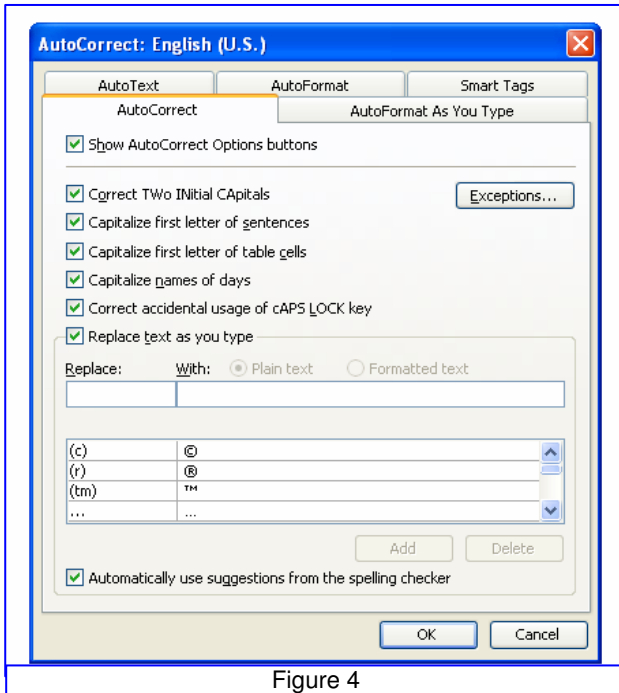 AutoCorrect: English (U.S.)
AutoText AutoFormat Smart Tags
AutoCorrect AutoFormat As You Type
Show AutoCorrect Options buttons
Correct TWo INitial CApitals Exceptions...
Capitalize first letter of sentences
Capitalize first letter of table cells
Capitalize names of days
Correct accidental usage of cAPS LOCK key
Replace text as you type
Replace: With: Plain text Formatted text
(c) ©
(r) ®
(tm) ™
... …
Add Delete
Automatically use suggestions from the spelling checker
OK Cancel
Figure 4